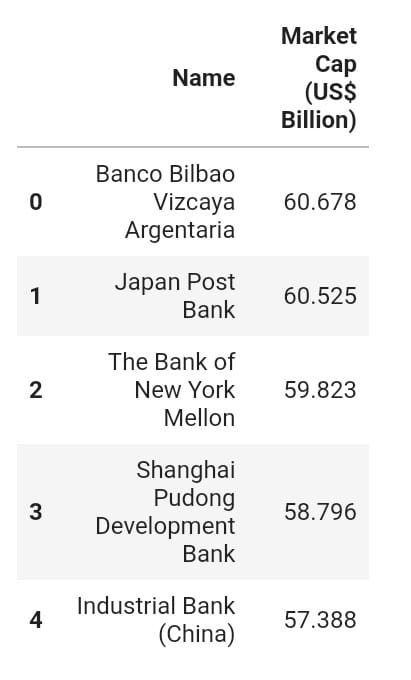 Name
Market
Cap
(US$
Billion)
0
Banco Bilbao
Vizcaya
Argentaria
60.678
1
Japan Post
Bank
60.525
2
The Bank of
New York
Mellon
59.823
3
Shanghai
Pudong
Development
Bank
58.796
4
Industrial Bank
(China)
57.388